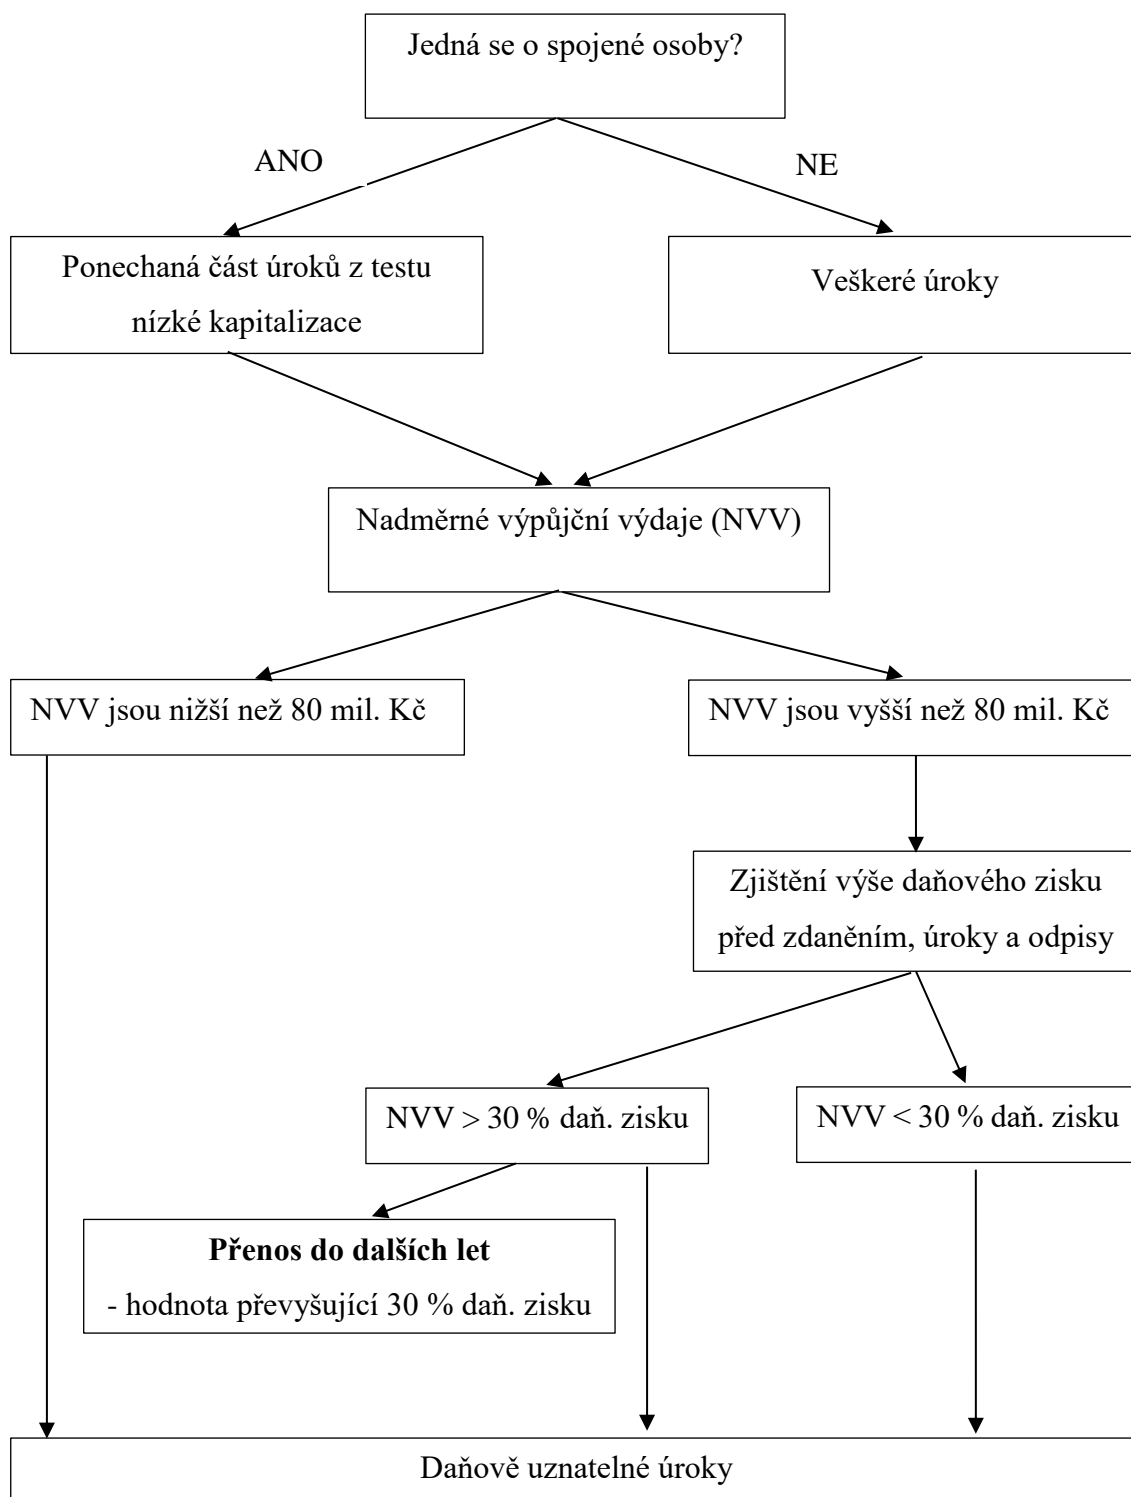 Jedná se o spojené osoby?
ANO
NE
Ponechaná část úroků z testu
nízké kapitalizace
Veškeré úroky
Nadměrné výpůjční výdaje (NVV)
NVV jsou nižší než 80 mil. Kč
NVV jsou vyšší než 80 mil. Kč
Zjištění výše daňového zisku
před zdaněním, úroky a odpisy
NVV > 30 % daň. zisku
NVV < 30 % daň. zisku
Přenos do dalších let
- hodnota převyšující 30 % daň. zisku
Daňově uznatelné úroky